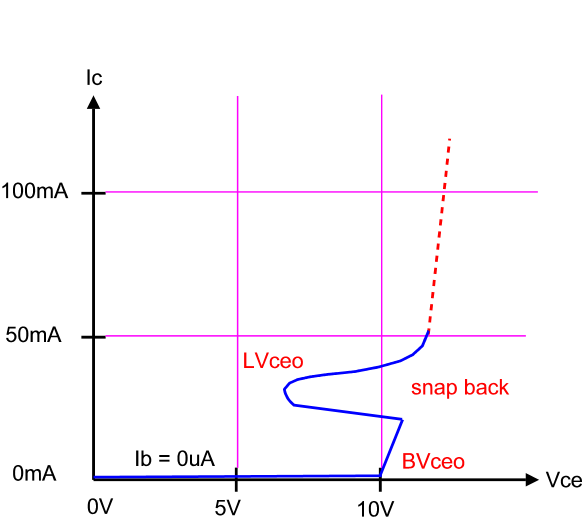 Ic
100mA
50mA
LVceo
snap back
Ib = 0uA
BVceo
0mA
Vce
0V
5V
10V